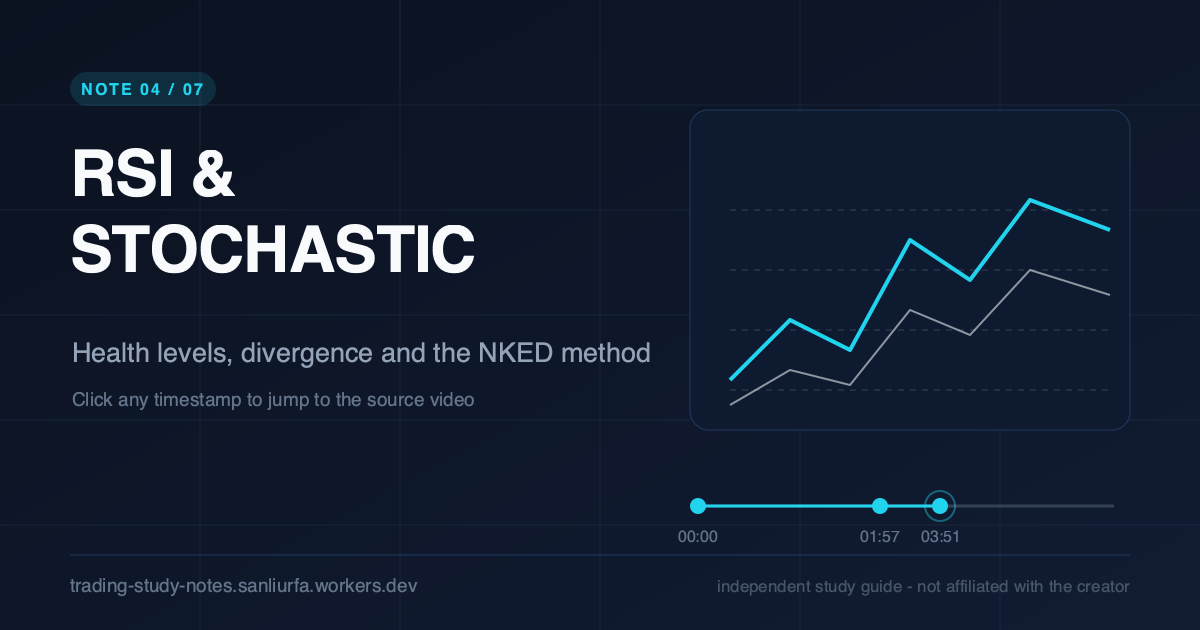 NOTE 04 / 07
RSI &
STOCHASTIC
Health levels, divergence and the NKED method
Click any timestamp to jump to the source video
00:00
01:57
03:51
trading-study-notes.sanliurfa.workers.dev
independent study guide - not affiliated with the creator